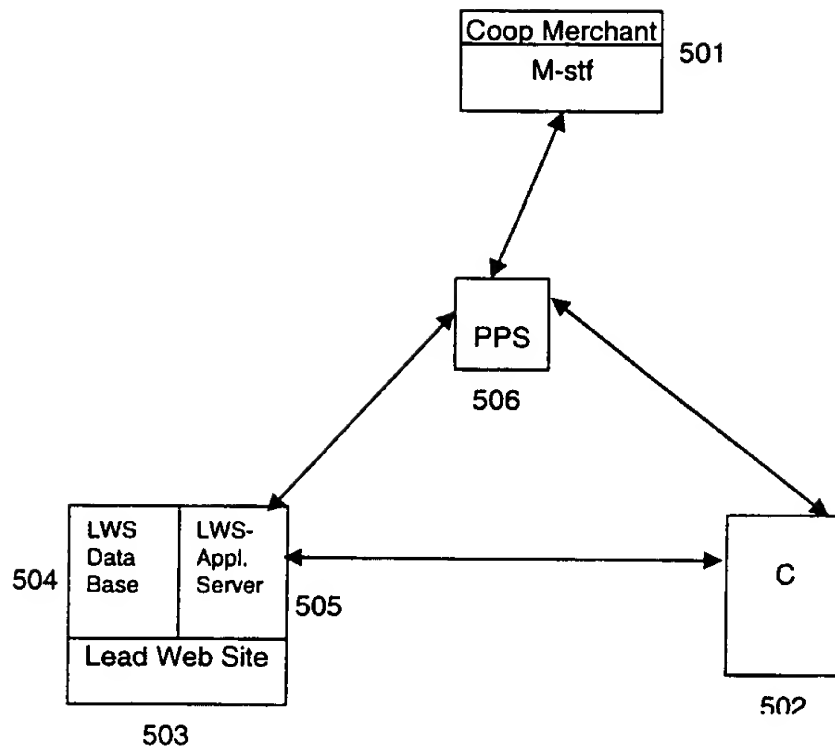 Coop Merchant
501
M-stf
PPS
506
LWS
Data
Base
LWS-
Appl.
Server
504
505
Lead Web Site
503
C
502